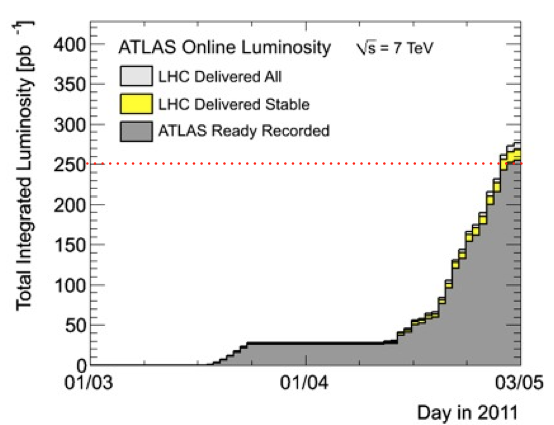 Total Integrated Luminosity [pb⁻¹]
400
350
300
250
200
150
100
50
0
ATLAS Online Luminosity √s = 7 TeV
LHC Delivered All
LHC Delivered Stable
ATLAS Ready Recorded
01/03 01/04 03/05
Day in 2011